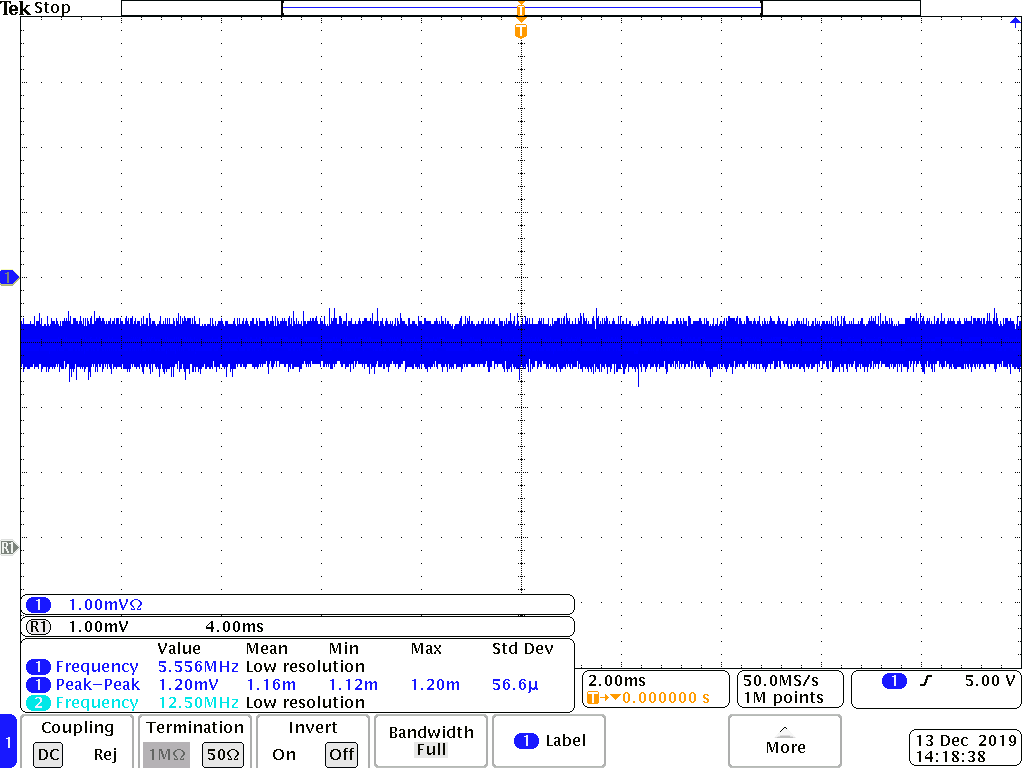 Tek Stop
T
T
1
R1
1 1.00mVΩ
R1 1.00mV 4.00ms
Value Mean Min Max Std Dev
1 Frequency 5.556MHz Low resolution
1 Peak-Peak 1.20mV 1.16m 1.12m 1.20m 56.6µ
2 Frequency 12.50MHz Low resolution
2.00ms
T→▼0.000000 s
50.0MS/s
1M points
1 5.00 V
1
Coupling
DC Rej
Termination
1MΩ 50Ω
Invert
On Off
Bandwidth
Full
1 Label
More
13 Dec 2019
14:18:38